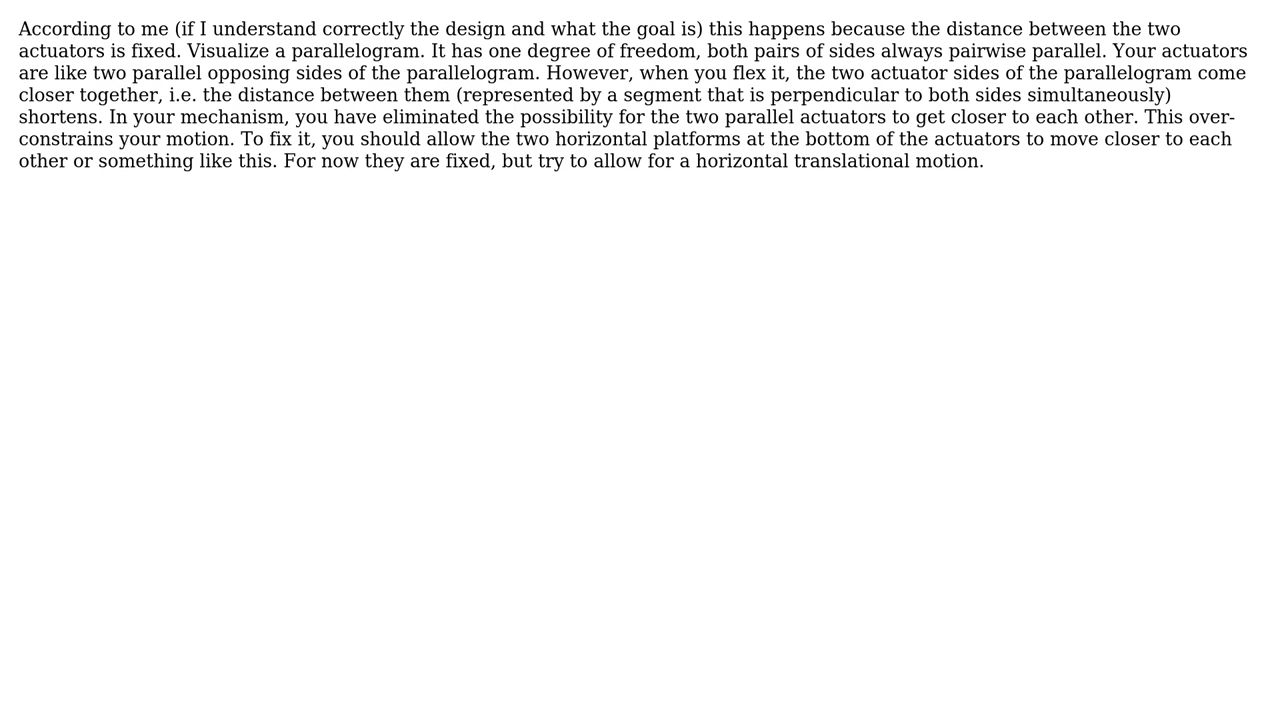 According to me (if I understand correctly the design and what the goal is) this happens because the distance between the two
actuators is fixed. Visualize a parallelogram. It has one degree of freedom, both pairs of sides always pairwise parallel. Your actuators
are like two parallel opposing sides of the parallelogram. However, when you flex it, the two actuator sides of the parallelogram come
closer together, i.e. the distance between them (represented by a segment that is perpendicular to both sides simultaneously)
shortens. In your mechanism, you have eliminated the possibility for the two parallel actuators to get closer to each other. This over-
constrains your motion. To fix it, you should allow the two horizontal platforms at the bottom of the actuators to move closer to each
other or something like this. For now they are fixed, but try to allow for a horizontal translational motion.